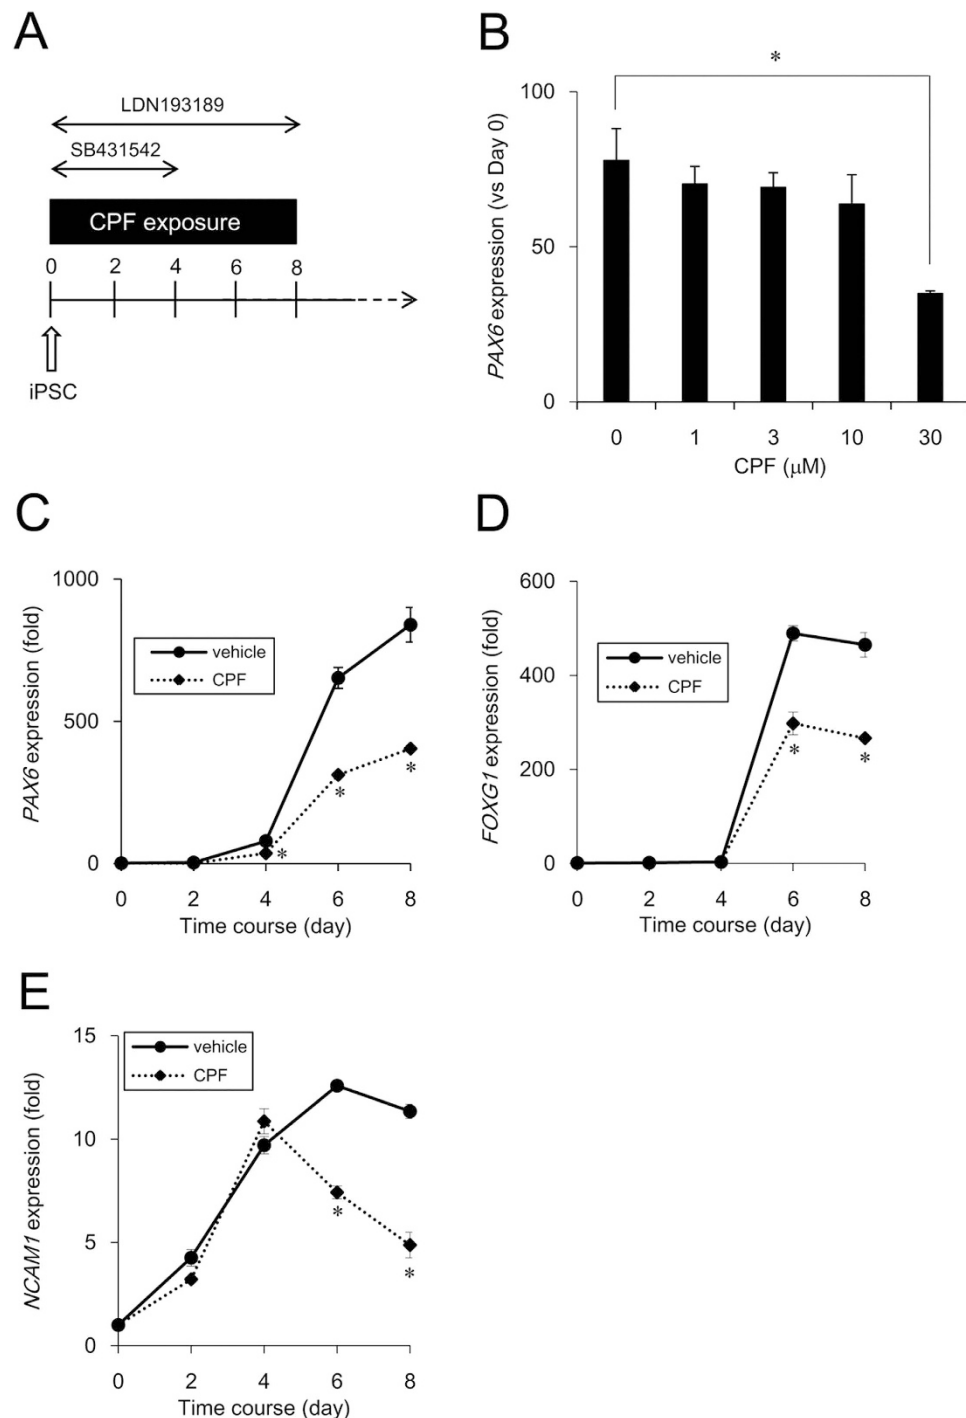 A
LDN193189
SB431542
CPF exposure
0 2 4 6 8
iPSC
B
*
PAX6 expression (vs Day 0)
100
50
0
0 1 3 10 30
CPF (μM)
C
PAX6 expression (fold)
1000
500
0
vehicle
CPF
*
*
*
0 2 4 6 8
Time course (day)
D
FOXG1 expression (fold)
600
400
200
0
vehicle
CPF
*
*
0 2 4 6 8
Time course (day)
E
NCAM1 expression (fold)
15
10
5
0
vehicle
CPF
*
*
0 2 4 6 8
Time course (day)